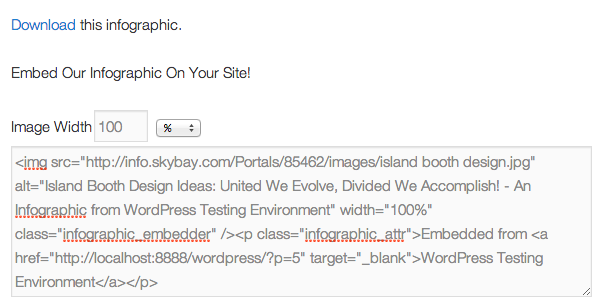 Download this infographic.
Embed Our Infographic On Your Site!
Image Width 100 %
<img src="http://info.skybay.com/Portals/85462/images/island booth design.jpg"
alt="Island Booth Design Ideas: United We Evolve, Divided We Accomplish! - An
Infographic from WordPress Testing Environment" width="100%"
class="infographic_embedder" /><p class="infographic_attr">Embedded from <a
href="http://localhost:8888/wordpress/?p=5" target="_blank">WordPress Testing
Environment</a></p>